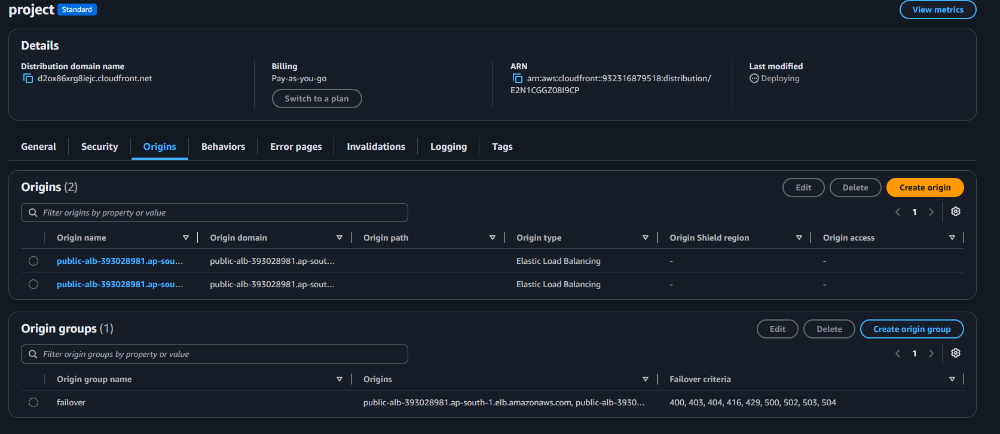 project Standard View metrics
Details
Distribution domain name Billing ARN Last modified
d2ox86xrg8iejc.cloudfront.net Pay-as-you-go arn:aws:cloudfront::932316879518:distribution/ Deploying
E2N1CGGZ08I9CP
Switch to a plan
General Security Origins Behaviors Error pages Invalidations Logging Tags
Origins (2) Edit Delete Create origin
Filter origins by property or value 1
Origin name Origin domain Origin path Origin type Origin Shield region Origin access
public-alb-393028981.ap-sou... public-alb-393028981.ap-sout... Elastic Load Balancing - -
public-alb-393028981.ap-sou... public-alb-393028981.ap-sout... Elastic Load Balancing - -
Origin groups (1) Edit Delete Create origin group
Filter origin groups by property or value 1
Origin group name Origins Failover criteria
failover public-alb-393028981.ap-south-1.elb.amazonaws.com, public-alb-3930... 400, 403, 404, 416, 429, 500, 502, 503, 504